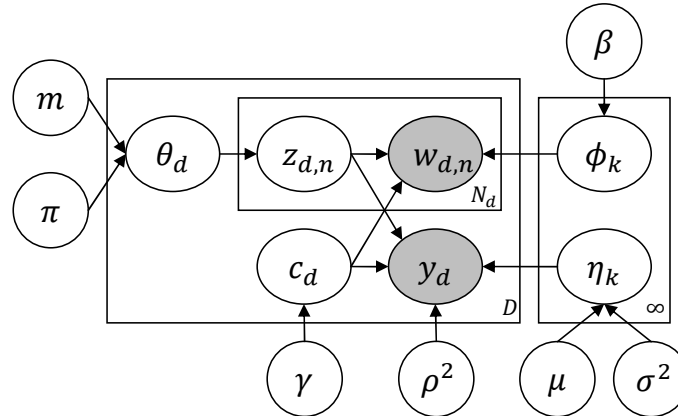 β
m
θ_d
z_{d,n}
w_{d,n}
ϕ_k
π
N_d
c_d
y_d
η_k
D
∞
γ
ρ²
μ
σ²